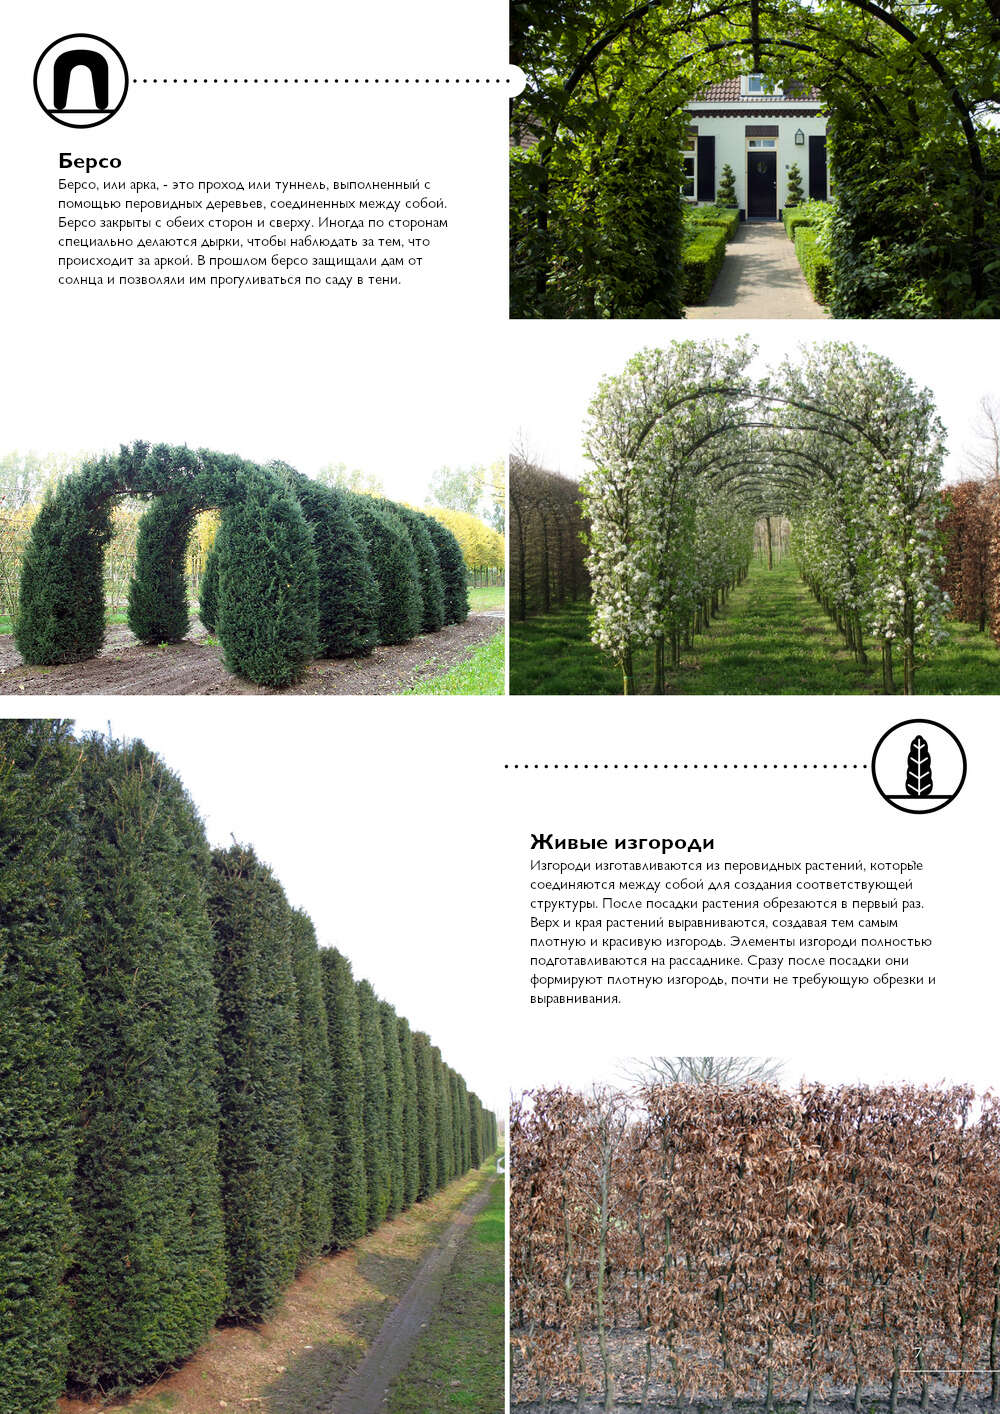 Берсо
Берсо, или арка, - это проход или туннель, выполненный с
помощью перовидных деревьев, соединенных между собой.
Берсо закрыты с обеих сторон и сверху. Иногда по сторонам
специально делаются дырки, чтобы наблюдать за тем, что
происходит за аркой. В прошлом берсо защищали дам от
солнца и позволяли им прогуливаться по саду в тени.
Живые изгороди
Изгороди изготавливаются из перовидных растений, которые
соединяются между собой для создания соответствующей
структуры. После посадки растения обрезаются в первый раз.
Верх и края растений выравниваются, создавая тем самым
плотную и красивую изгородь. Элементы изгороди полностью
подготавливаются на рассаднике. Сразу после посадки они
формируют плотную изгородь, почти не требующую обрезки и
выравнивания.
7